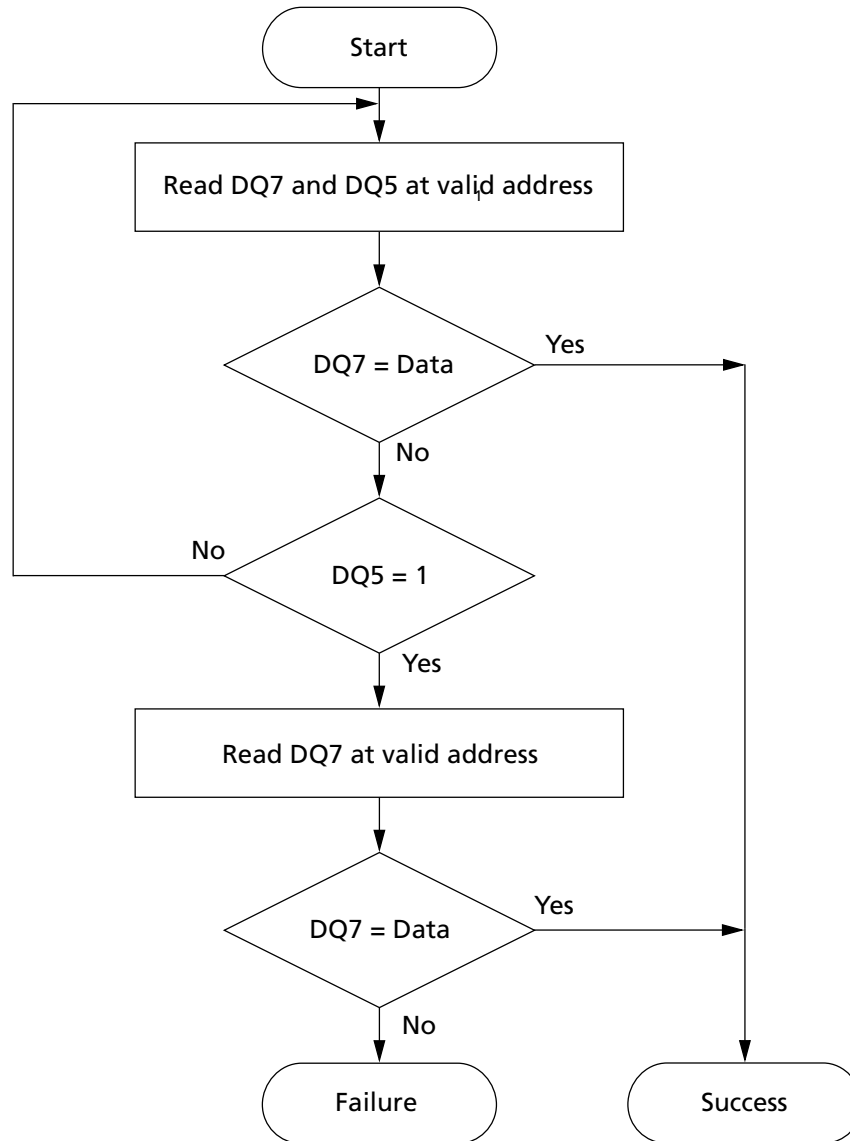 Start
Read DQ7 and DQ5 at valid address
1
DQ7 = Data
Yes
No
No
DQ5 = 1
Yes
Read DQ7 at valid address
DQ7 = Data
Yes
No
Failure
Success